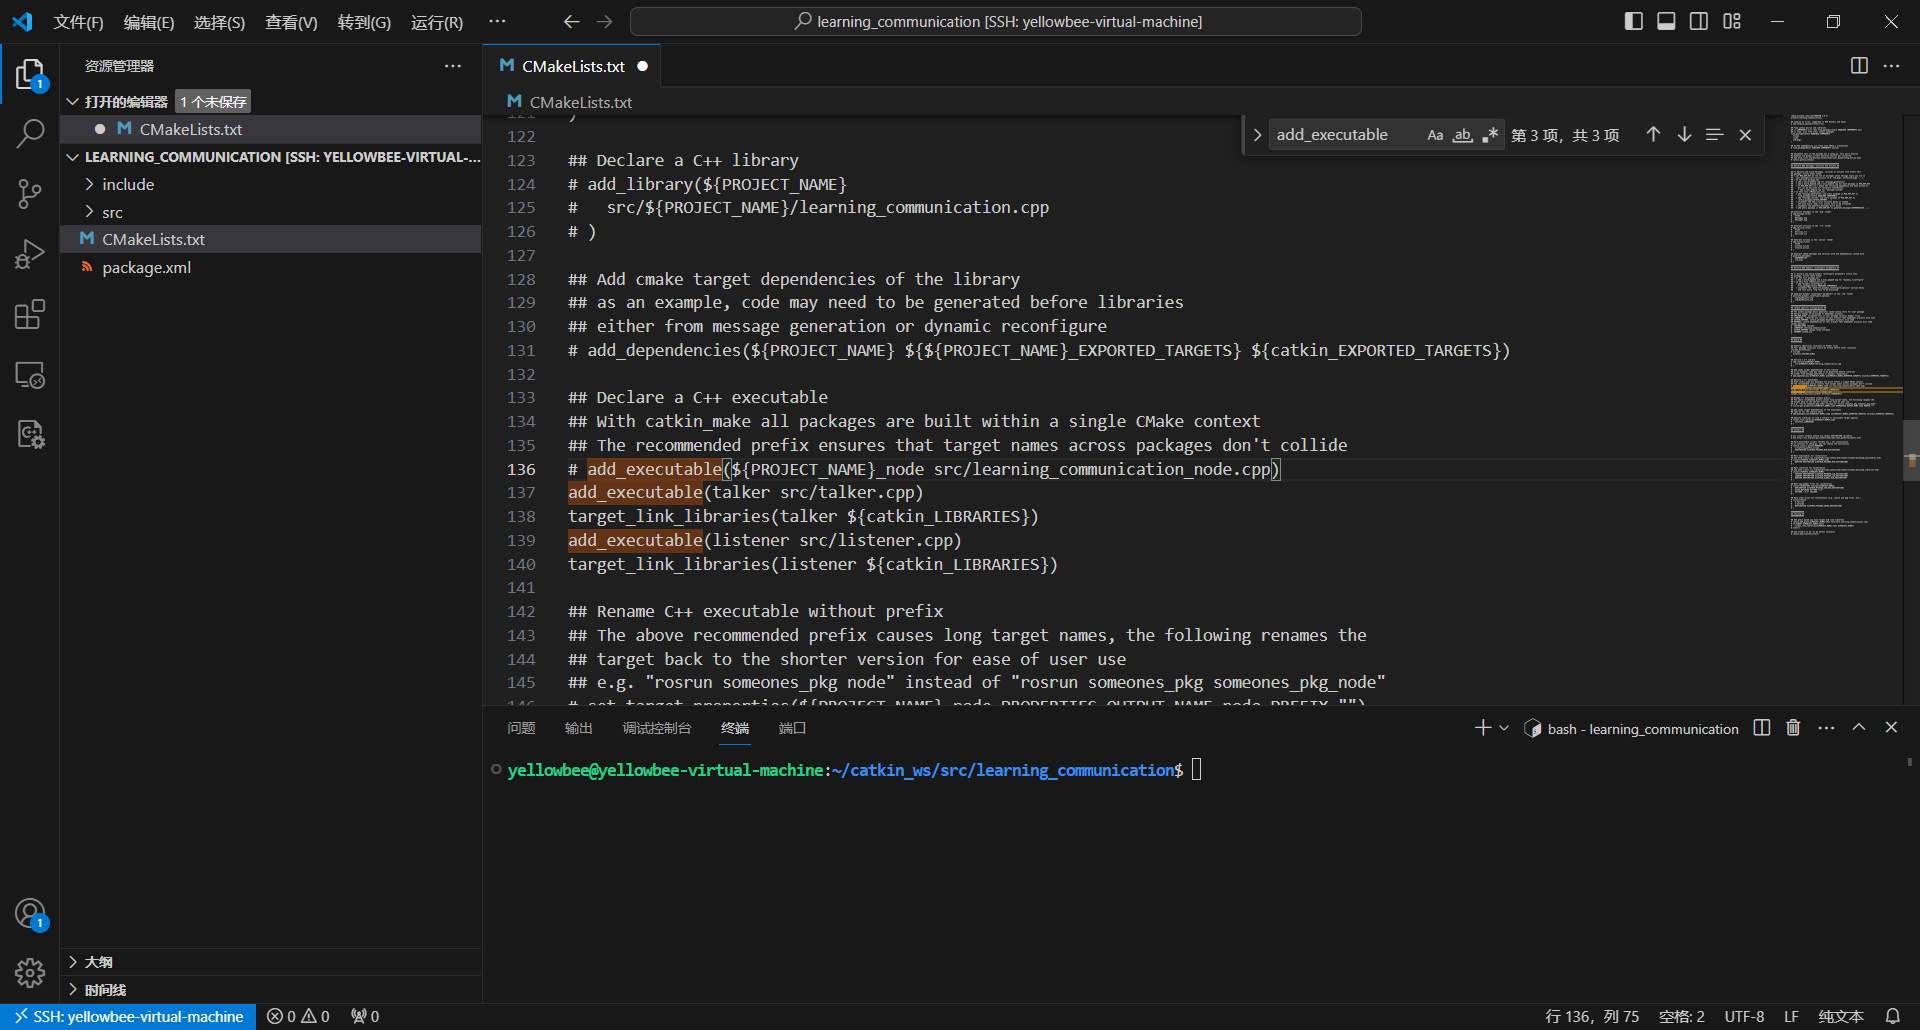 文件(F) 编辑(E) 选择(S) 查看(V) 转到(G) 运行(R) ··· learning_communication [SSH: yellowbee-virtual-machine]
资源管理器
打开的编辑器 1 个未保存
CMakeLists.txt
LEARNING_COMMUNICATION [SSH: YELLOWBEE-VIRTUAL-...
include
src
CMakeLists.txt
package.xml
大纲
时间线
1
1
CMakeLists.txt
CMakeLists.txt
add_executable Aa ab 第 3 项，共 3 项
121 )
122
123 ## Declare a C++ library
124 # add_library(${PROJECT_NAME}
125 #   src/${PROJECT_NAME}/learning_communication.cpp
126 # )
127
128 ## Add cmake target dependencies of the library
129 ## as an example, code may need to be generated before libraries
130 ## either from message generation or dynamic reconfigure
131 # add_dependencies(${PROJECT_NAME} ${${PROJECT_NAME}_EXPORTED_TARGETS} ${catkin_EXPORTED_TARGETS})
132
133 ## Declare a C++ executable
134 ## With catkin_make all packages are built within a single CMake context
135 ## The recommended prefix ensures that target names across packages don't collide
136 # add_executable(${PROJECT_NAME}_node src/learning_communication_node.cpp)
137 add_executable(talker src/talker.cpp)
138 target_link_libraries(talker ${catkin_LIBRARIES})
139 add_executable(listener src/listener.cpp)
140 target_link_libraries(listener ${catkin_LIBRARIES})
141
142 ## Rename C++ executable without prefix
143 ## The above recommended prefix causes long target names, the following renames the
144 ## target back to the shorter version for ease of user use
145 ## e.g. "rosrun someones_pkg node" instead of "rosrun someones_pkg someones_pkg_node"
146 # set_target_properties(${PROJECT_NAME}_node PROPERTIES OUTPUT_NAME node PREFIX "")
问题 输出 调试控制台 终端 端口 bash - learning_communication
yellowbee@yellowbee-virtual-machine:~/catkin_ws/src/learning_communication$
SSH: yellowbee-virtual-machine 0 0 0 行 136，列 75 空格: 2 UTF-8 LF 纯文本